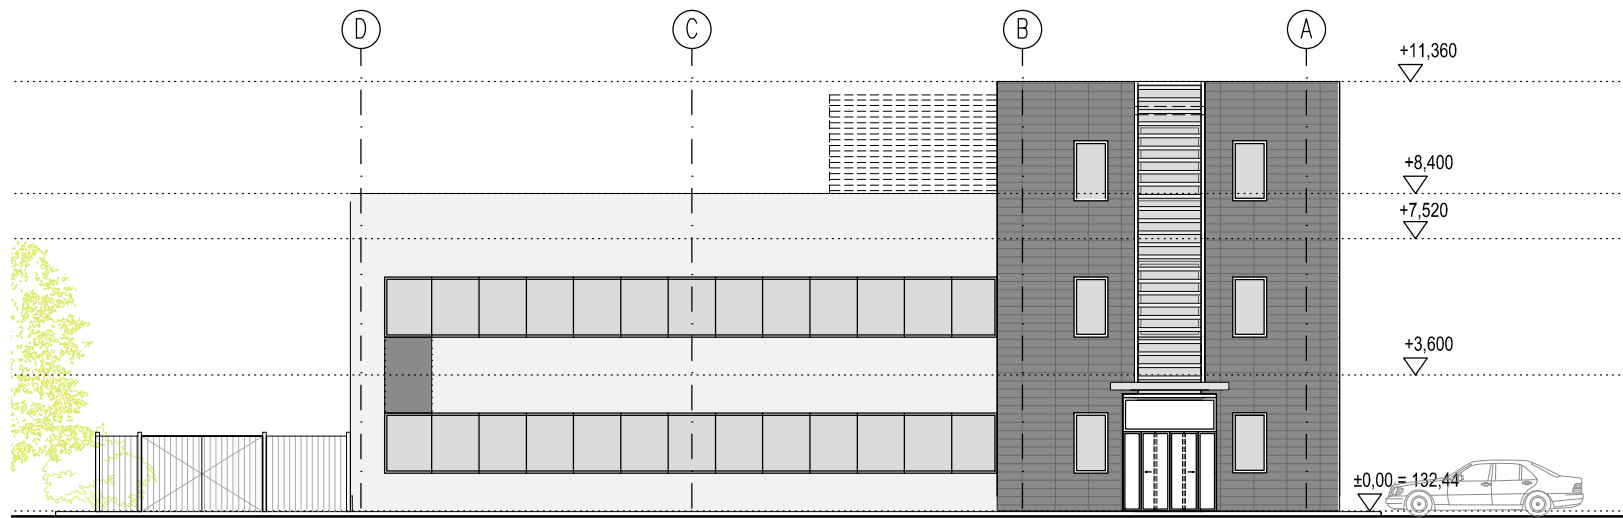 D
C
B
A
+11,360
+8,400
+7,520
+3,600
±0,00 = 132,44